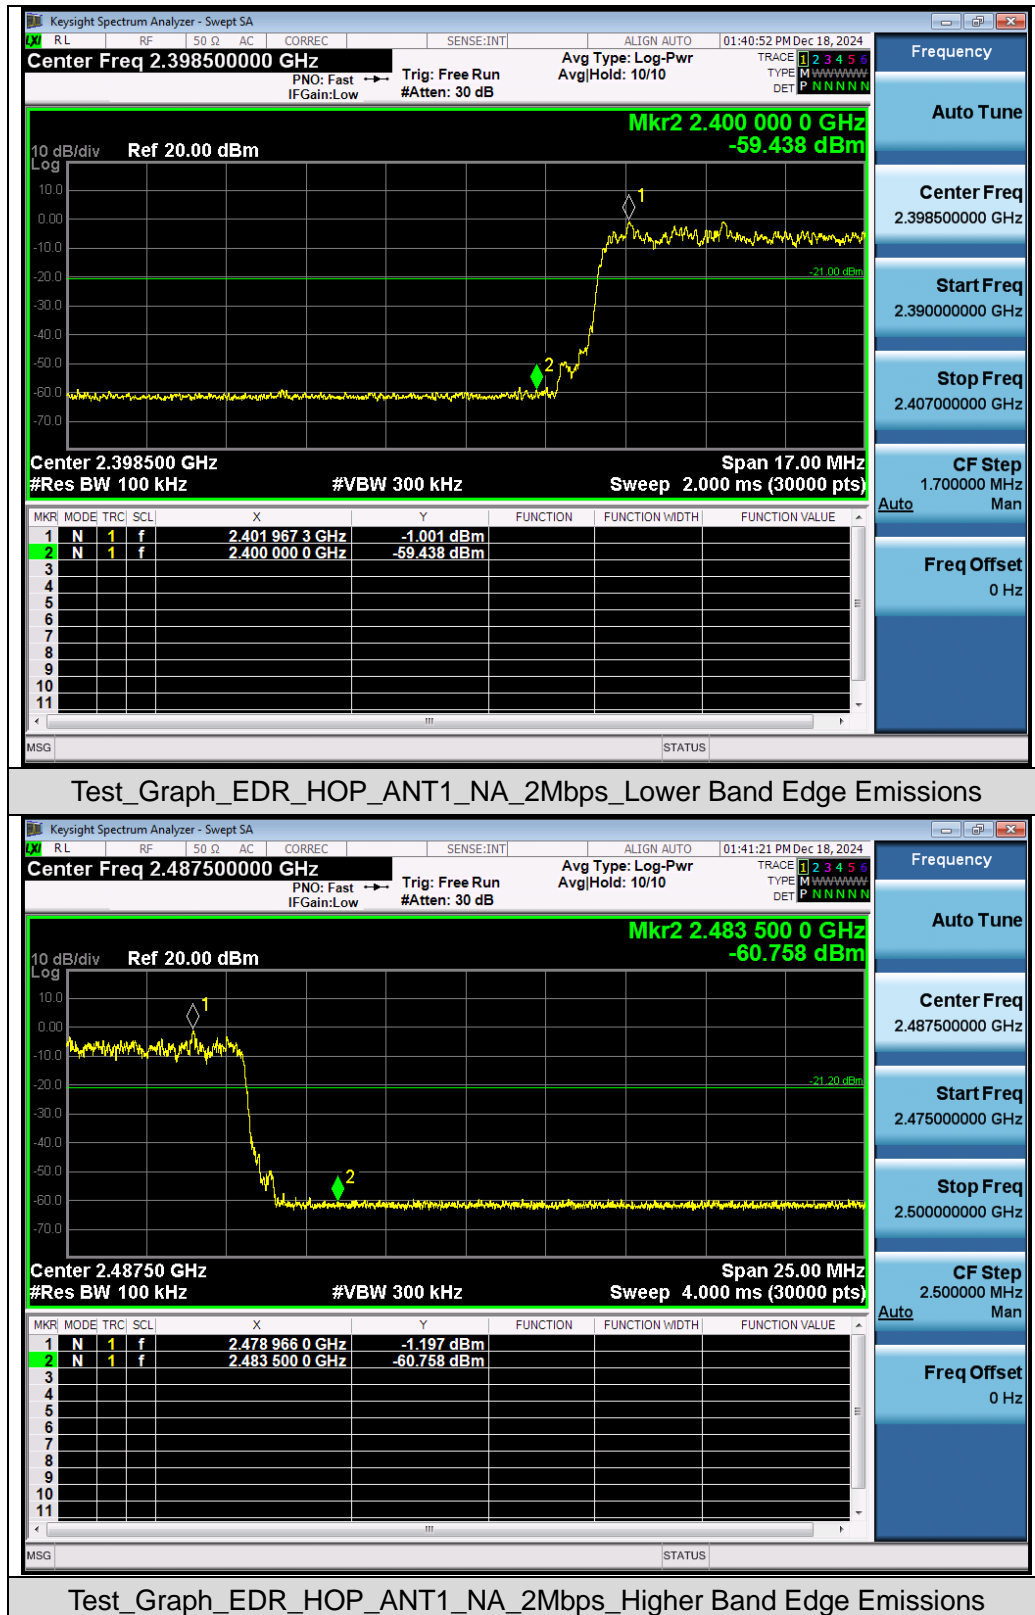 Keysight Spectrum Analyzer - Swept SA
LXI RL RF 50 Ω AC CORREC SENSE:INT ALIGN AUTO 01:40:52 PM Dec 18, 2024
Center Freq 2.398500000 GHz
PNO: Fast
IFGain:Low
Trig: Free Run
#Atten: 30 dB
Avg Type: Log-Pwr
Avg|Hold: 10/10
TRACE 1 2 3 4 5 6
TYPE M WWWWW
DET P N N N N N
Mkr2 2.400 000 0 GHz
-59.438 dBm
10 dB/div Ref 20.00 dBm
Log
10.0
0.00
-10.0
-20.0
-30.0
-40.0
-50.0
-60.0
-70.0
1
2
-21.00 dBm
Center 2.398500 GHz Span 17.00 MHz
#Res BW 100 kHz #VBW 300 kHz Sweep 2.000 ms (30000 pts)
MKR MODE TRC SCL X Y FUNCTION FUNCTION WIDTH FUNCTION VALUE
1 N 1 f 2.401 967 3 GHz -1.001 dBm
2 N 1 f 2.400 000 0 GHz -59.438 dBm
3
4
5
6
7
8
9
10
11
MSG STATUS
Frequency
Auto Tune
Center Freq
2.398500000 GHz
Start Freq
2.390000000 GHz
Stop Freq
2.407000000 GHz
CF Step
1.700000 MHz
Auto Man
Freq Offset
0 Hz
Test_Graph_EDR_HOP_ANT1_NA_2Mbps_Lower Band Edge Emissions
Keysight Spectrum Analyzer - Swept SA
LXI RL RF 50 Ω AC CORREC SENSE:INT ALIGN AUTO 01:41:21 PM Dec 18, 2024
Center Freq 2.487500000 GHz
PNO: Fast
IFGain:Low
Trig: Free Run
#Atten: 30 dB
Avg Type: Log-Pwr
Avg|Hold: 10/10
TRACE 1 2 3 4 5 6
TYPE M WWWWW
DET P N N N N N
Mkr2 2.483 500 0 GHz
-60.758 dBm
10 dB/div Ref 20.00 dBm
Log
10.0
0.00
-10.0
-20.0
-30.0
-40.0
-50.0
-60.0
-70.0
1
2
-21.20 dBm
Center 2.48750 GHz Span 25.00 MHz
#Res BW 100 kHz #VBW 300 kHz Sweep 4.000 ms (30000 pts)
MKR MODE TRC SCL X Y FUNCTION FUNCTION WIDTH FUNCTION VALUE
1 N 1 f 2.478 966 0 GHz -1.197 dBm
2 N 1 f 2.483 500 0 GHz -60.758 dBm
3
4
5
6
7
8
9
10
11
MSG STATUS
Frequency
Auto Tune
Center Freq
2.487500000 GHz
Start Freq
2.475000000 GHz
Stop Freq
2.500000000 GHz
CF Step
2.500000 MHz
Auto Man
Freq Offset
0 Hz
Test_Graph_EDR_HOP_ANT1_NA_2Mbps_Higher Band Edge Emissions